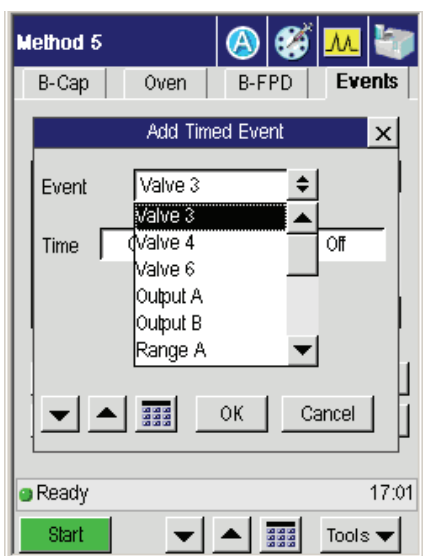 Method 5
B-Cap Oven B-FPD Events
Add Timed Event
Event Valve 3
Valve 3
Time Valve 4 Off
Valve 6
Output A
Output B
Range A
OK Cancel
Ready 17:01
Start Tools